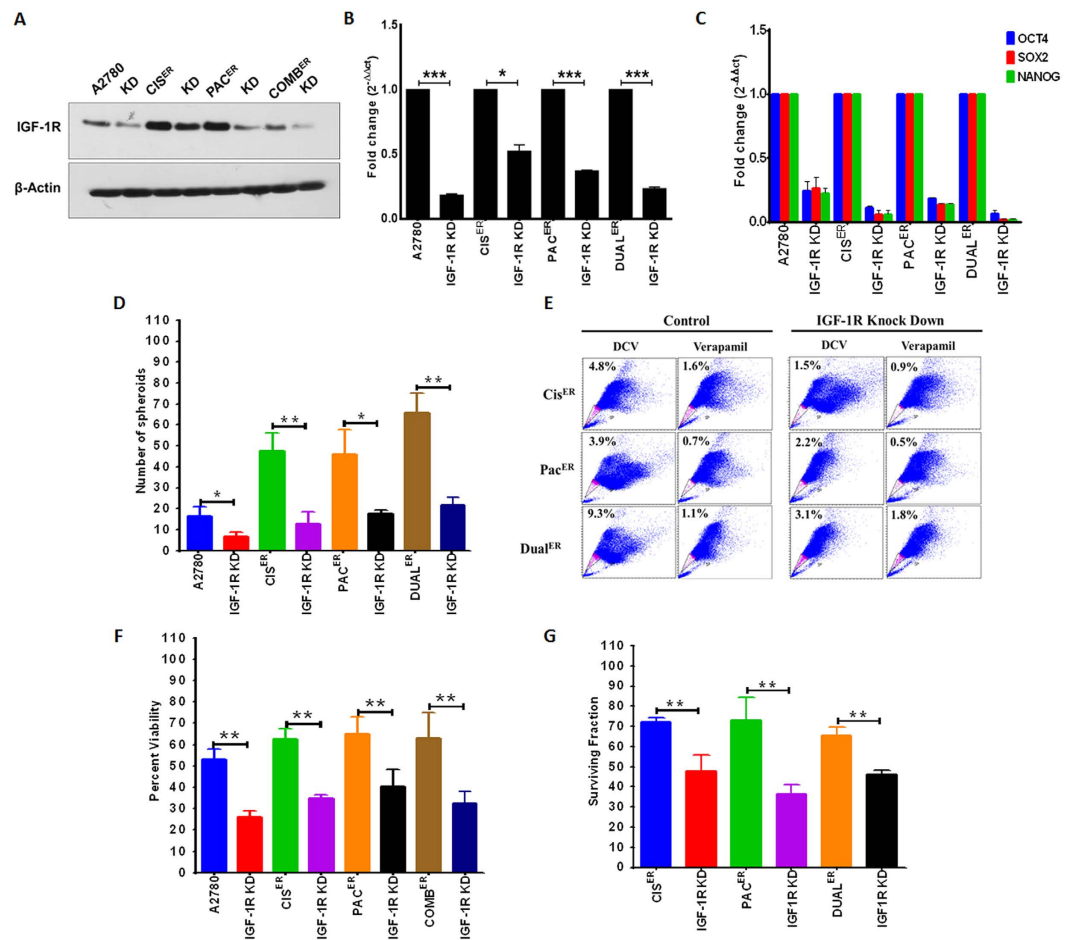 A
A2780 KD CISER KD PACER KD COMBER KD
IGF-1R
β-Actin
B
Fold change (2-ΔΔct)
1.5
1.0
0.5
0.0
*** * *** ***
A2780
IGF-1R KD
CISER
IGF-1R KD
PACER
IGF-1R KD
DUALER
IGF-1R KD
C
Fold change (2-ΔΔct)
1.5
1.0
0.5
0.0
OCT4
SOX2
NANOG
A2780
IGF-1R KD
CISER
IGF-1R KD
PACER
IGF-1R KD
DUALER
IGF-1R KD
D
Number of spheroids
110
100
90
80
70
60
50
40
30
20
10
0
* ** * **
A2780
IGF-1R KD
CISER
IGF-1R KD
PACER
IGF-1R KD
DUALER
IGF-1R KD
E
Control IGF-1R Knock Down
DCV Verapamil DCV Verapamil
CisER 4.8% 1.6% 1.5% 0.9%
PacER 3.9% 0.7% 2.2% 0.5%
DualER 9.3% 1.1% 3.1% 1.8%
F
Percent Viability
110
100
90
80
70
60
50
40
30
20
10
0
** ** ** **
A2780
IGF-1R KD
CISER
IGF-1R KD
PACER
IGF-1R KD
COMBER
IGF-1R KD
G
Surviving Fraction
110
100
90
80
70
60
50
40
30
20
10
0
** ** **
CISER
IGF-1R KD
PACER
IGF1R KD
DUALER
IGF1R KD